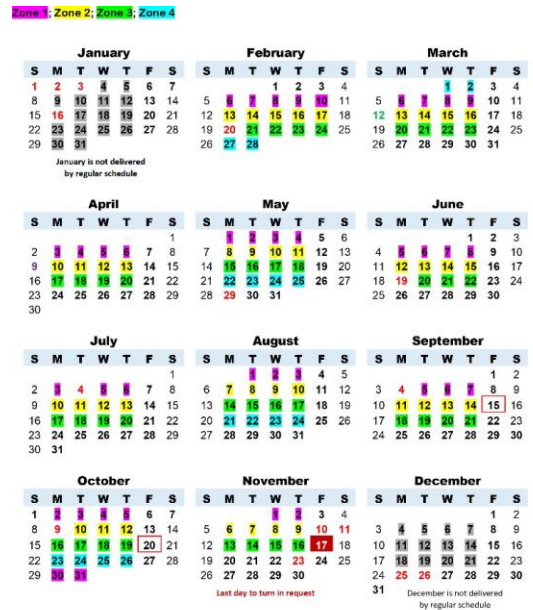 Zone 1; Zone 2; Zone 3; Zone 4
January
S M T W T F S
1 2 3 4 5 6 7
8 9 10 11 12 13 14
15 16 17 18 19 20 21
22 23 24 25 26 27 28
29 30 31
January is not delivered
by regular schedule
February
S M T W T F S
1 2 3 4
5 6 7 8 9 10 11
12 13 14 15 16 17 18
19 20 21 22 23 24 25
26 27 28
March
S M T W T F S
1 2 3 4
5 6 7 8 9 10 11
12 13 14 15 16 17 18
19 20 21 22 23 24 25
26 27 28 29 30 31
April
S M T W T F S
1
2 3 4 5 6 7 8
9 10 11 12 13 14 15
16 17 18 19 20 21 22
23 24 25 26 27 28 29
30
May
S M T W T F S
1 2 3 4 5 6
7 8 9 10 11 12 13
14 15 16 17 18 19 20
21 22 23 24 25 26 27
28 29 30 31
June
S M T W T F S
1 2 3
4 5 6 7 8 9 10
11 12 13 14 15 16 17
18 19 20 21 22 23 24
25 26 27 28 29 30
July
S M T W T F S
1
2 3 4 5 6 7 8
9 10 11 12 13 14 15
16 17 18 19 20 21 22
23 24 25 26 27 28 29
30 31
August
S M T W T F S
1 2 3 4 5
6 7 8 9 10 11 12
13 14 15 16 17 18 19
20 21 22 23 24 25 26
27 28 29 30 31
September
S M T W T F S
1 2
3 4 5 6 7 8 9
10 11 12 13 14 15 16
17 18 19 20 21 22 23
24 25 26 27 28 29 30
October
S M T W T F S
1 2 3 4 5 6 7
8 9 10 11 12 13 14
15 16 17 18 19 20 21
22 23 24 25 26 27 28
29 30 31
November
S M T W T F S
1 2 3 4
5 6 7 8 9 10 11
12 13 14 15 16 17 18
19 20 21 22 23 24 25
26 27 28 29 30
Last day to turn in request
December
S M T W T F S
1 2
3 4 5 6 7 8 9
10 11 12 13 14 15 16
17 18 19 20 21 22 23
24 25 26 27 28 29 30
31
December is not delivered
by regular schedule